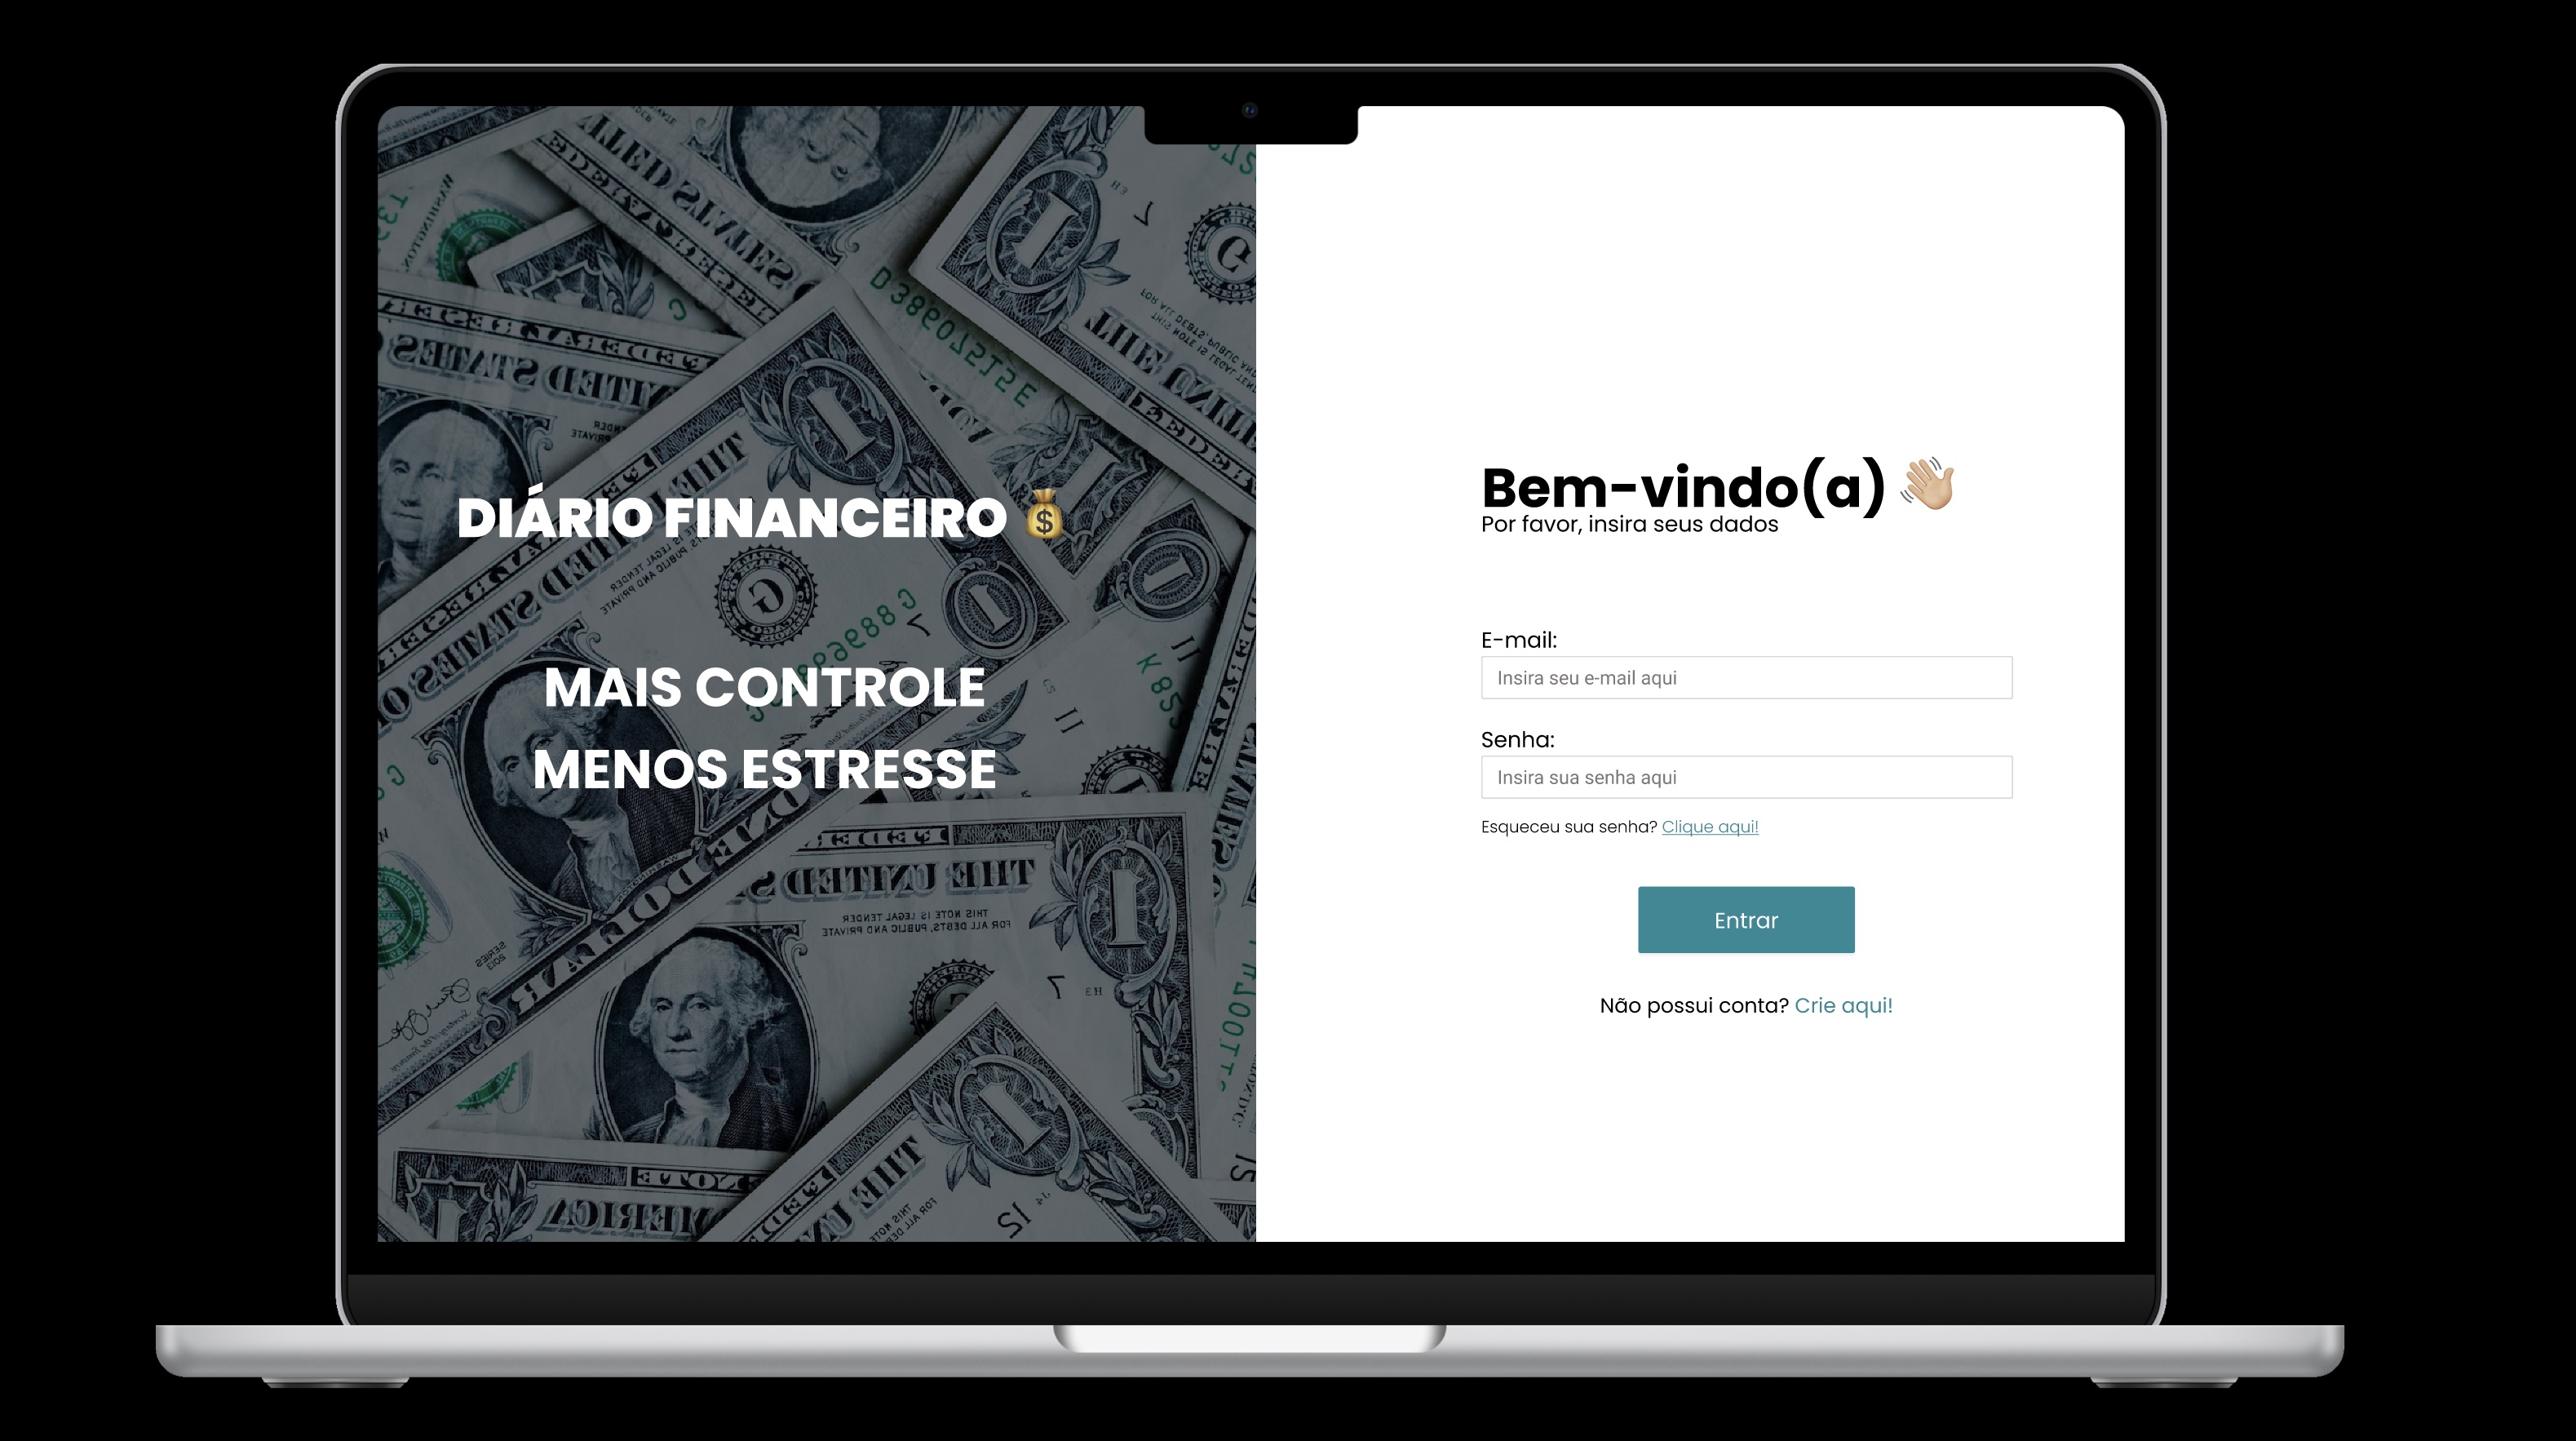 DIÁRIO FINANCEIRO 💰
MAIS CONTROLE
MENOS ESTRESSE
Bem-vindo(a) 👋🏼
Por favor, insira seus dados
E-mail:
Insira seu e-mail aqui
Senha:
Insira sua senha aqui
Esqueceu sua senha? Clique aqui!
Entrar
Não possui conta? Crie aqui!